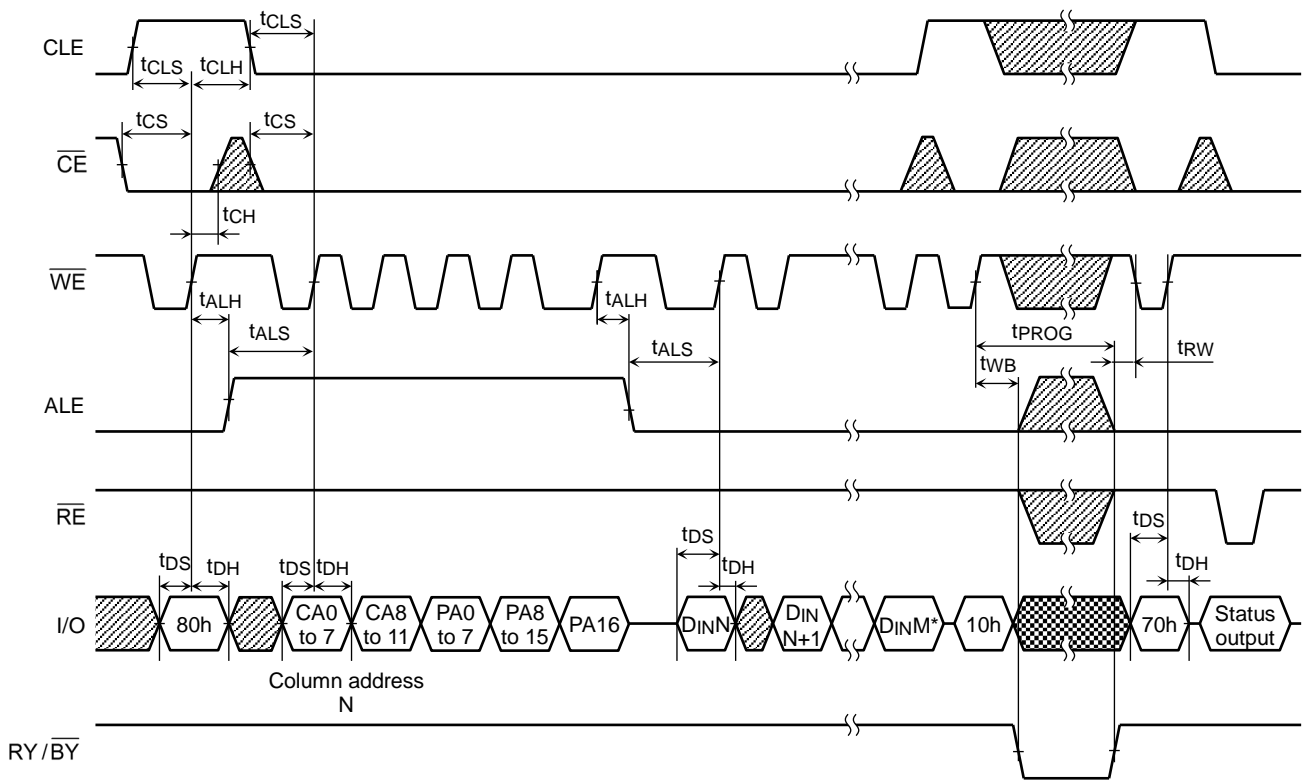 CLE
tCLS
tCLS
tCLH
CE
tCS
tCS
tCH
WE
tALH
tALS
tALH
tALS
tPROG
tWB
tRW
ALE
RE
tDS
tDH
tDS
tDH
tDS
tDH
tDS
tDH
I/O
80h
CA0
to 7
CA8
to 11
PA0
to 7
PA8
to 15
PA16
DINN
DIN
N+1
DINM*
10h
70h
Status
output
Column address
N
RY / BY